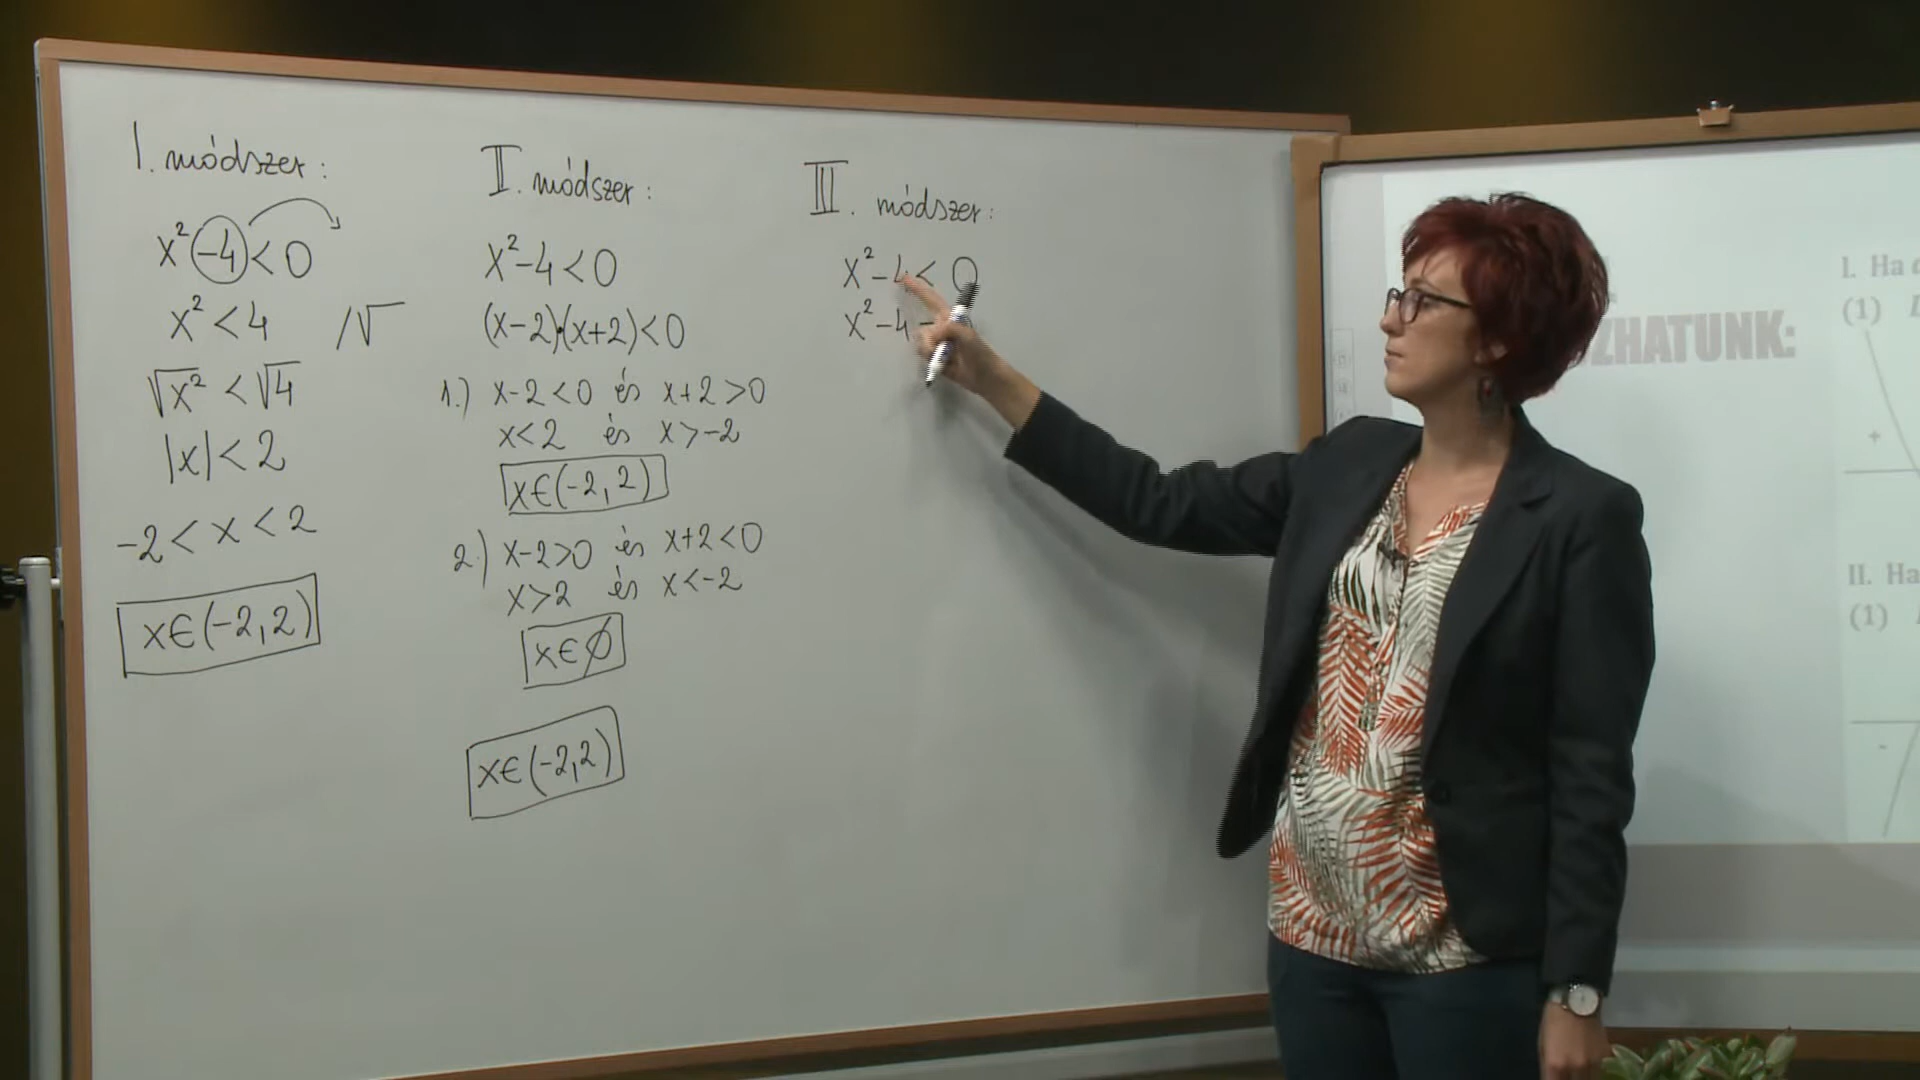 I. módszer:
x²-4<0
x²<4 /√
√x²<√4
|x|<2
-2<x<2
x∈(-2,2)
II. módszer:
x²-4<0
(x-2)·(x+2)<0
1.) x-2<0 és x+2>0
x<2 és x>-2
x∈(-2,2)
2.) x-2>0 és x+2<0
x>2 és x<-2
x∈∅
x∈(-2,2)
III. módszer:
x²-4<0
x²-4
ZHATUNK:
I. Ha
(1)
+
II. Ha
(1)
-